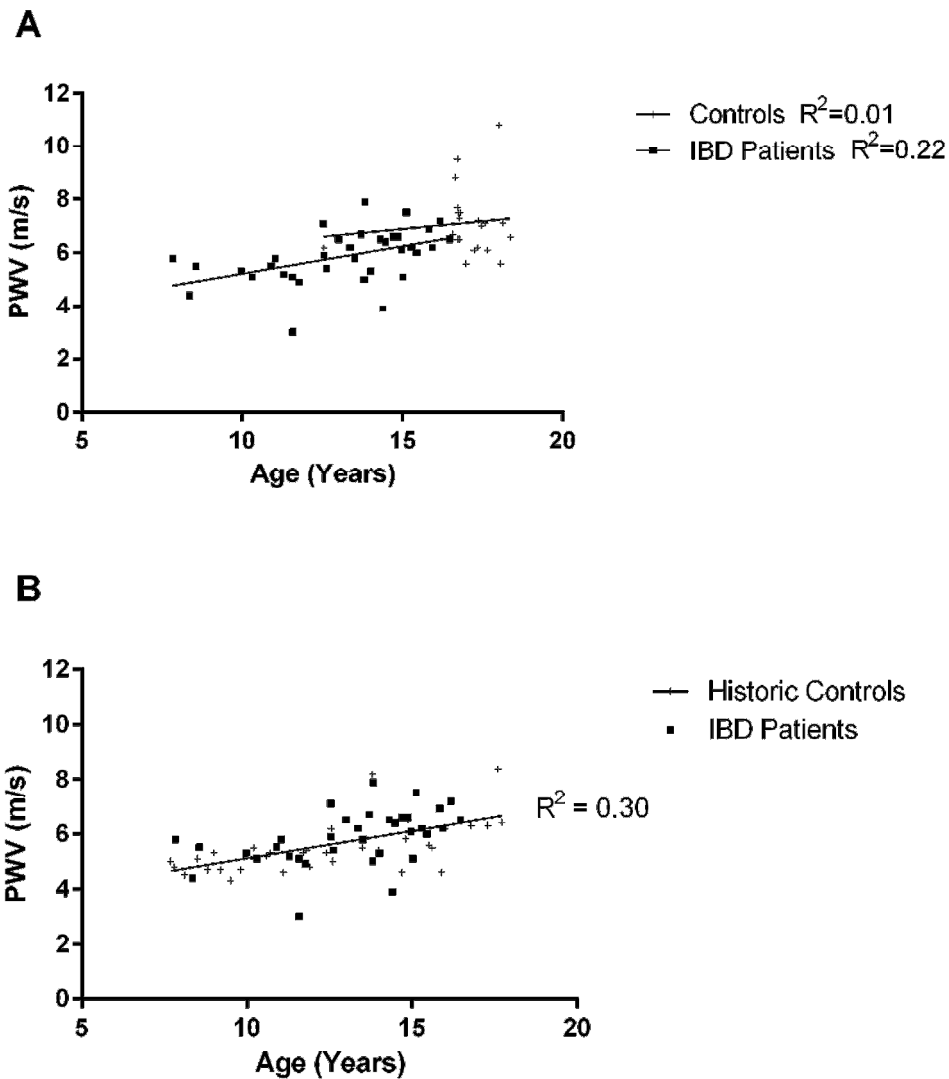 A
12
10
8
6
4
2
0
PWV (m/s)
5 10 15 20
Age (Years)
Controls R²=0.01
IBD Patients R²=0.22
B
12
10
8
6
4
2
0
PWV (m/s)
5 10 15 20
Age (Years)
Historic Controls
IBD Patients
R² = 0.30